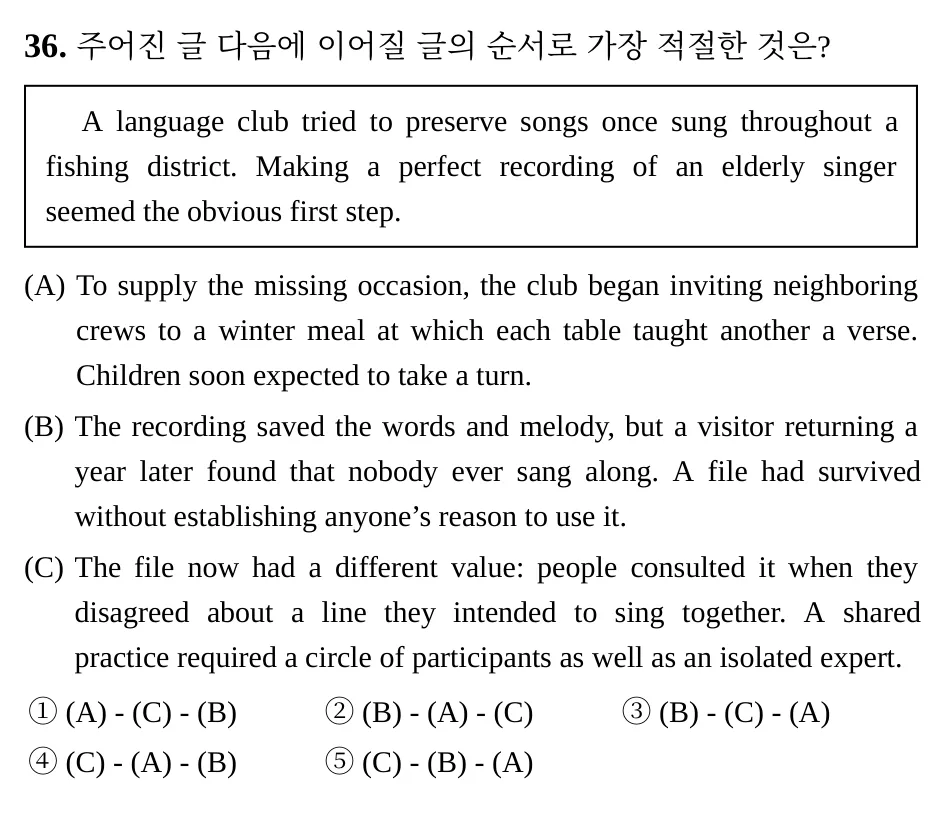 36. 주어진 글 다음에 이어질 글의 순서로 가장 적절한 것은?
A language club tried to preserve songs once sung throughout a
fishing district. Making a perfect recording of an elderly singer
seemed the obvious first step.
(A) To supply the missing occasion, the club began inviting neighboring
crews to a winter meal at which each table taught another a verse.
Children soon expected to take a turn.
(B) The recording saved the words and melody, but a visitor returning a
year later found that nobody ever sang along. A file had survived
without establishing anyone’s reason to use it.
(C) The file now had a different value: people consulted it when they
disagreed about a line they intended to sing together. A shared
practice required a circle of participants as well as an isolated expert.
① (A) - (C) - (B) ② (B) - (A) - (C) ③ (B) - (C) - (A)
④ (C) - (A) - (B) ⑤ (C) - (B) - (A)